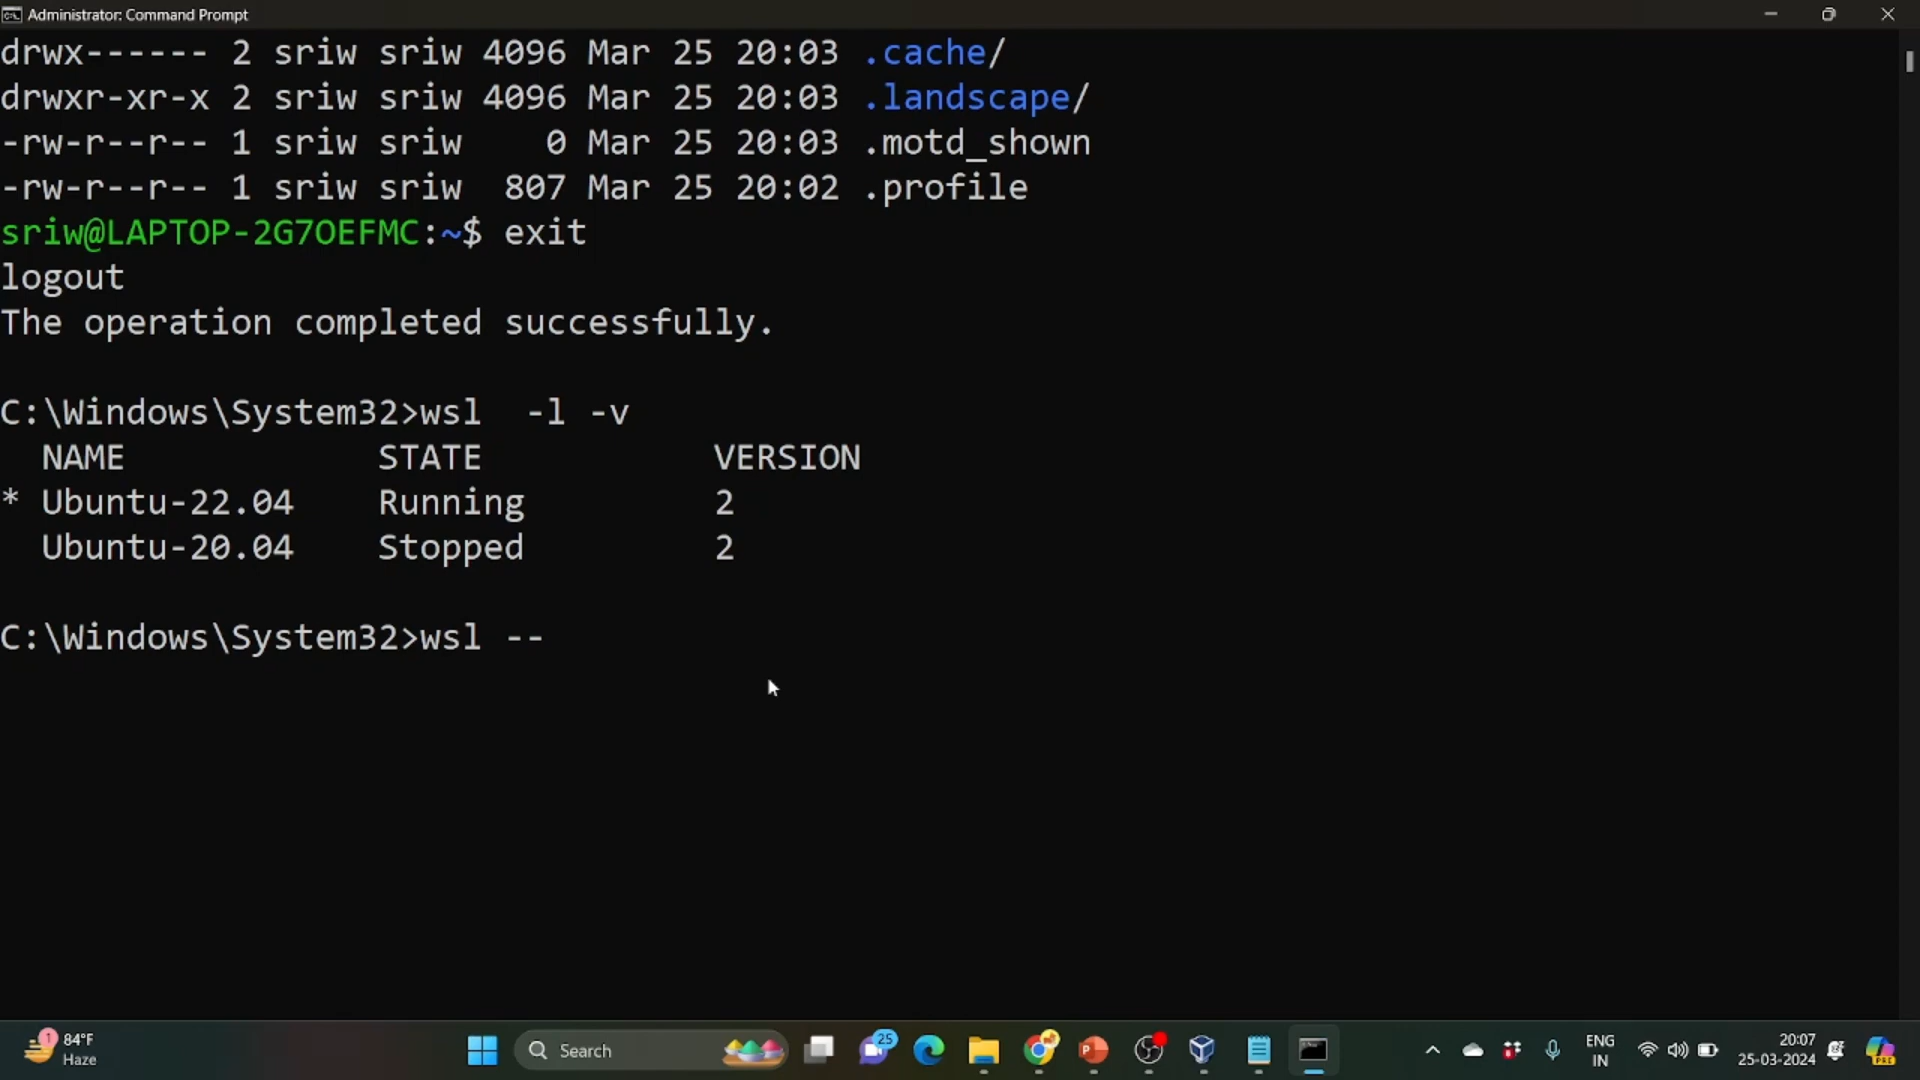 Administrator: Command Prompt
drwx------ 2 sriw sriw 4096 Mar 25 20:03 .cache/
drwxr-xr-x 2 sriw sriw 4096 Mar 25 20:03 .landscape/
-rw-r--r-- 1 sriw sriw    0 Mar 25 20:03 .motd_shown
-rw-r--r-- 1 sriw sriw  807 Mar 25 20:02 .profile
sriw@LAPTOP-2G7OEFMC:~$ exit
logout
The operation completed successfully.
C:\Windows\System32>wsl  -l -v
  NAME            STATE           VERSION
* Ubuntu-22.04    Running         2
  Ubuntu-20.04    Stopped         2
C:\Windows\System32>wsl --
1
84°F
Haze
Search
25
ENG
IN
20:07
25-03-2024
PRE